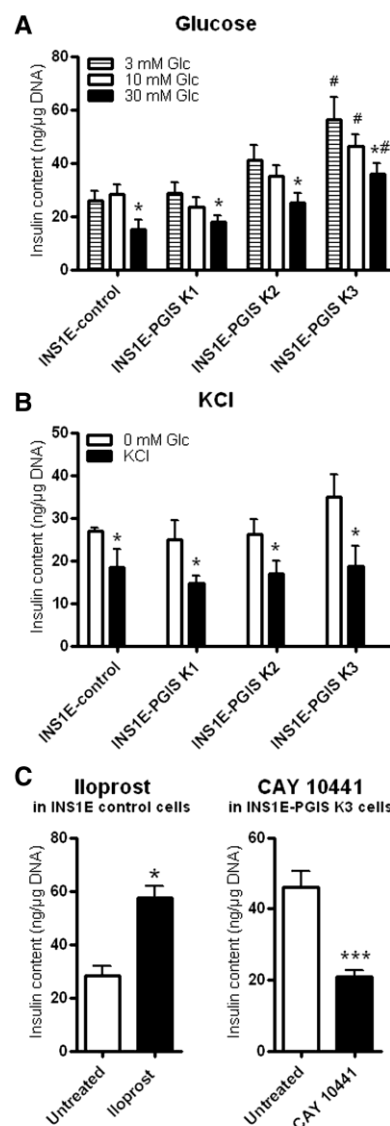 A
Glucose
Insulin content (ng/µg DNA)
80
60
40
20
0
3 mM Glc
10 mM Glc
30 mM Glc
*
*
*
#
#
*#
INS1E-control
INS1E-PGIS K1
INS1E-PGIS K2
INS1E-PGIS K3
B
KCl
Insulin content (ng/µg DNA)
50
40
30
20
10
0
0 mM Glc
KCl
*
*
*
*
INS1E-control
INS1E-PGIS K1
INS1E-PGIS K2
INS1E-PGIS K3
C
Iloprost
in INS1E control cells
Insulin content (ng/µg DNA)
80
60
40
20
0
*
Untreated
Iloprost
CAY 10441
in INS1E-PGIS K3 cells
Insulin content (ng/µg DNA)
60
40
20
0
***
Untreated
CAY 10441